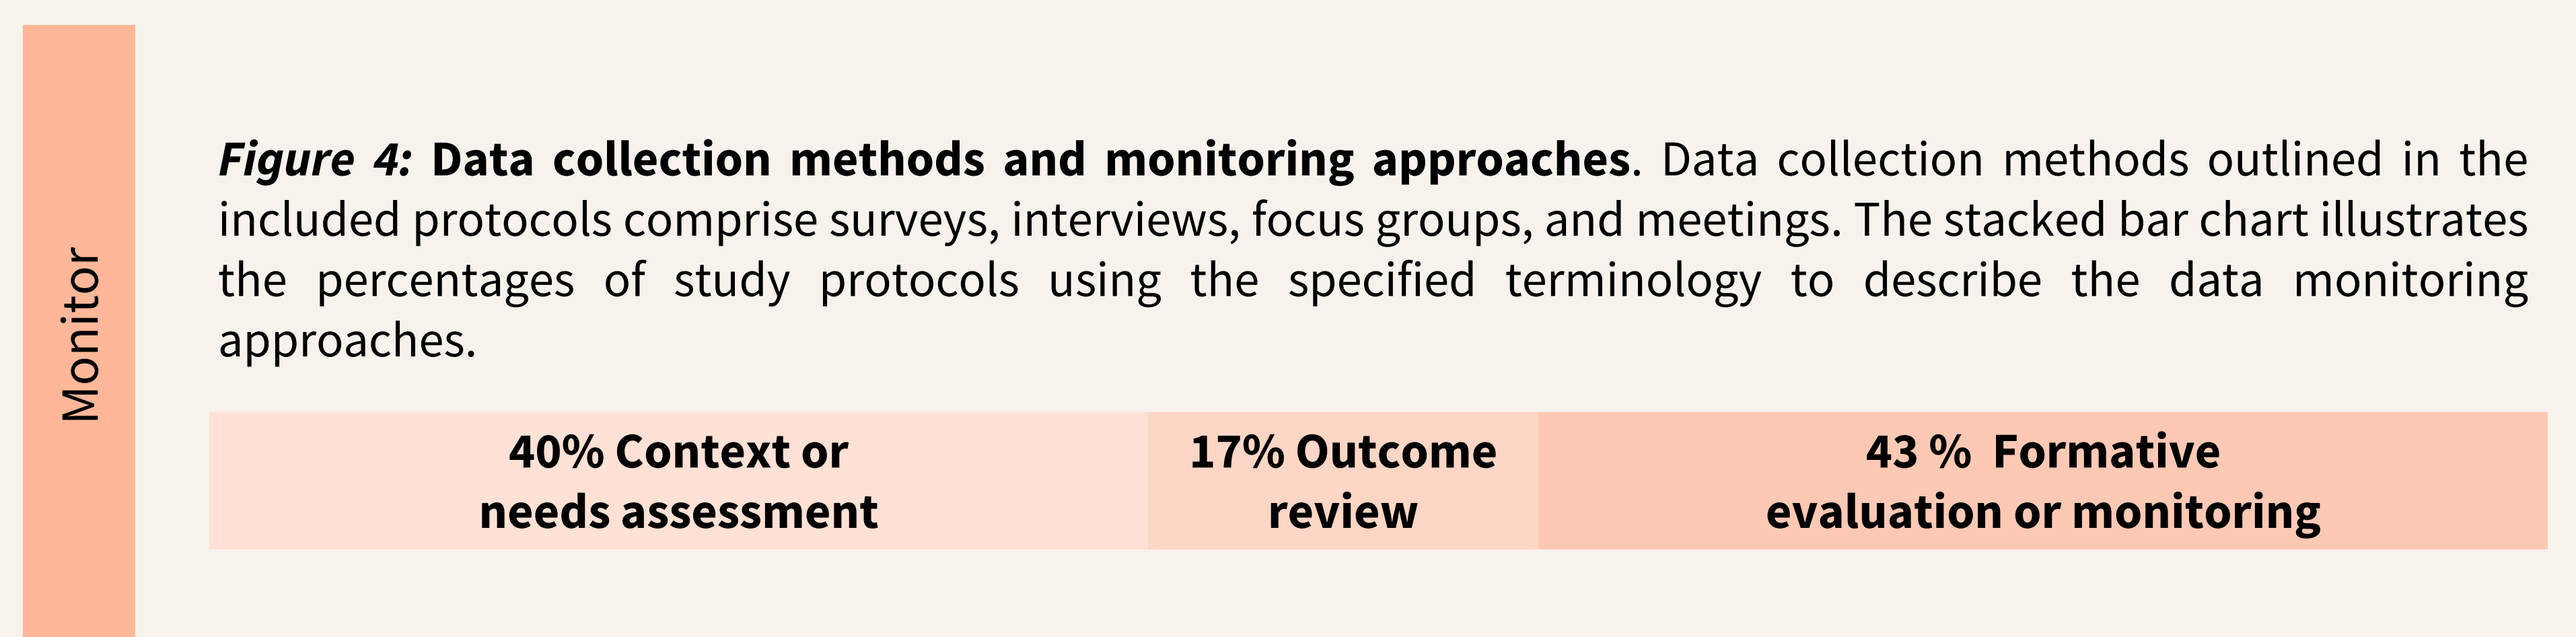 Monitor
Figure 4: Data collection methods and monitoring approaches. Data collection methods outlined in the
included protocols comprise surveys, interviews, focus groups, and meetings. The stacked bar chart illustrates
the percentages of study protocols using the specified terminology to describe the data monitoring
approaches.
40% Context or
needs assessment
17% Outcome
review
43 % Formative
evaluation or monitoring